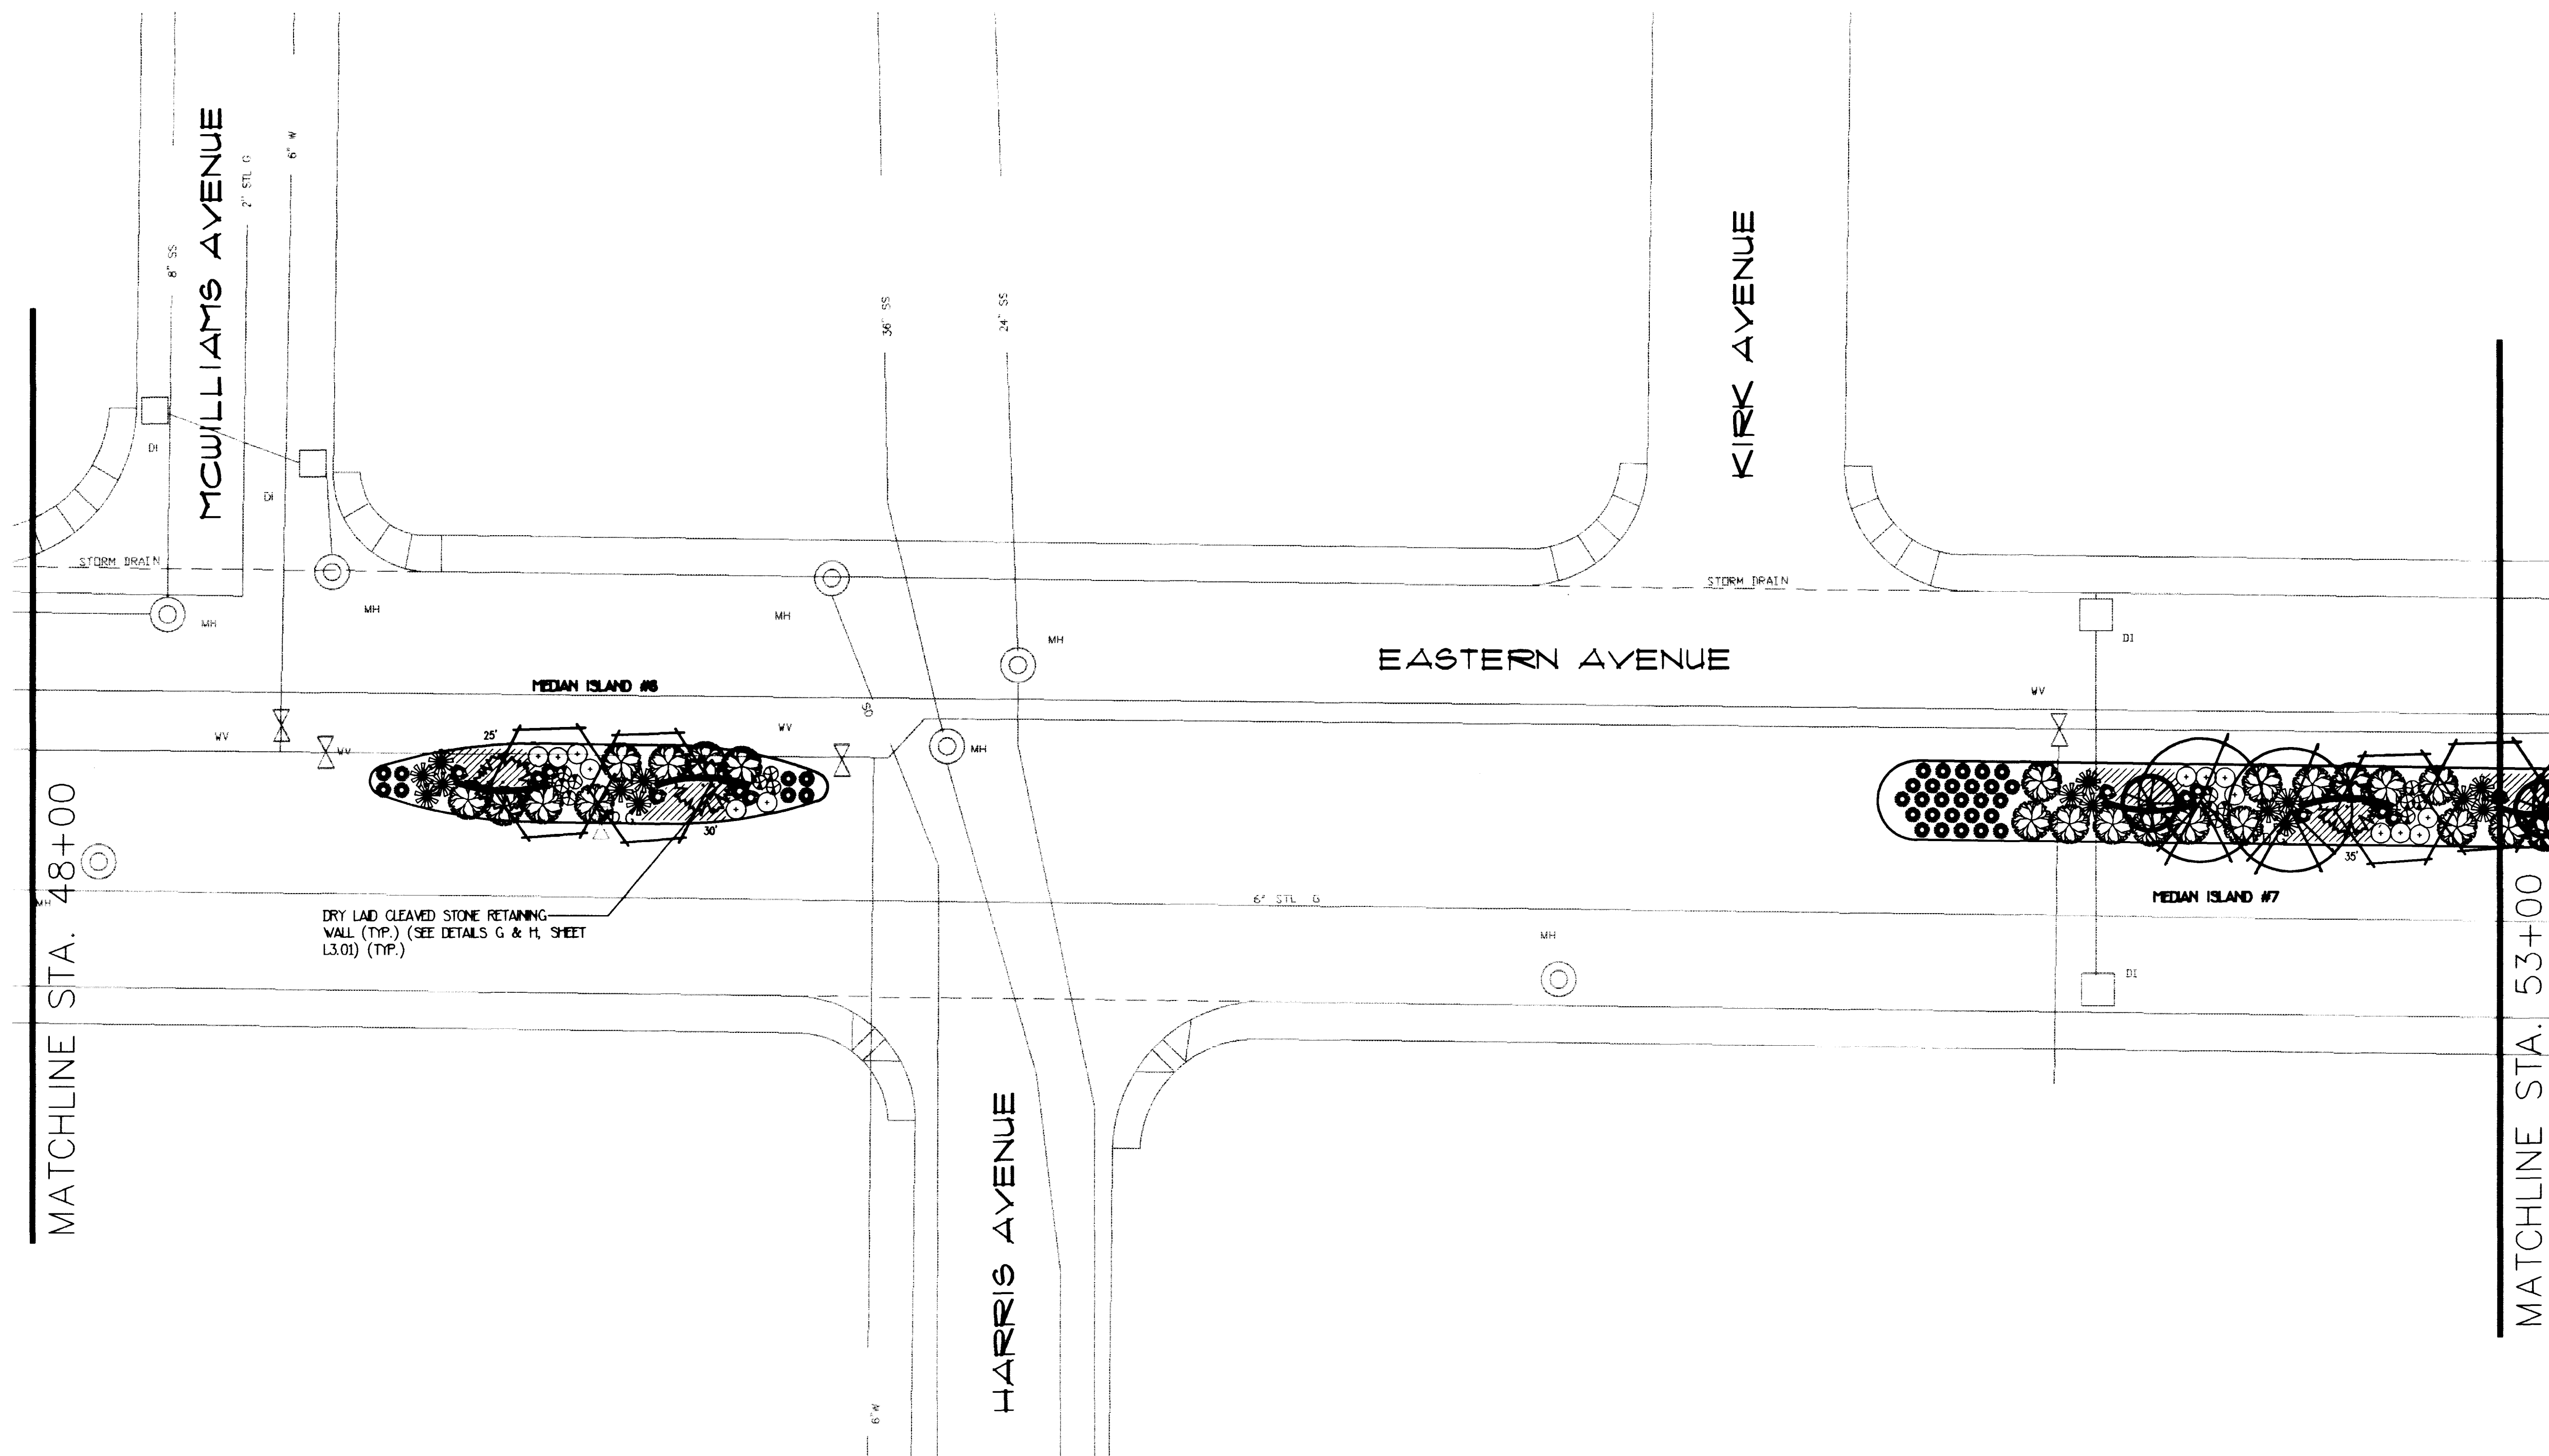 MCWILLIAMS AVENUE
8" SS
2" STL G
6" W
36" SS
24" SS
KIRK AVENUE
DI
DI
STORM DRAIN
MH
MH
MH
MH
STORM DRAIN
DI
EASTERN AVENUE
MEDIAN ISLAND #6
WV
WV
WV
SD
MH
WV
25'
30'
35'
MATCHLINE STA. 48+00
MH
DRY LAID CLEAVED STONE RETAINING
WALL (TYP.) (SEE DETAILS G & H, SHEET
L3.01) (TYP.)
6" STL G
MEDIAN ISLAND #7
MH
DI
MATCHLINE STA. 53+00
HARRIS AVENUE
6"W